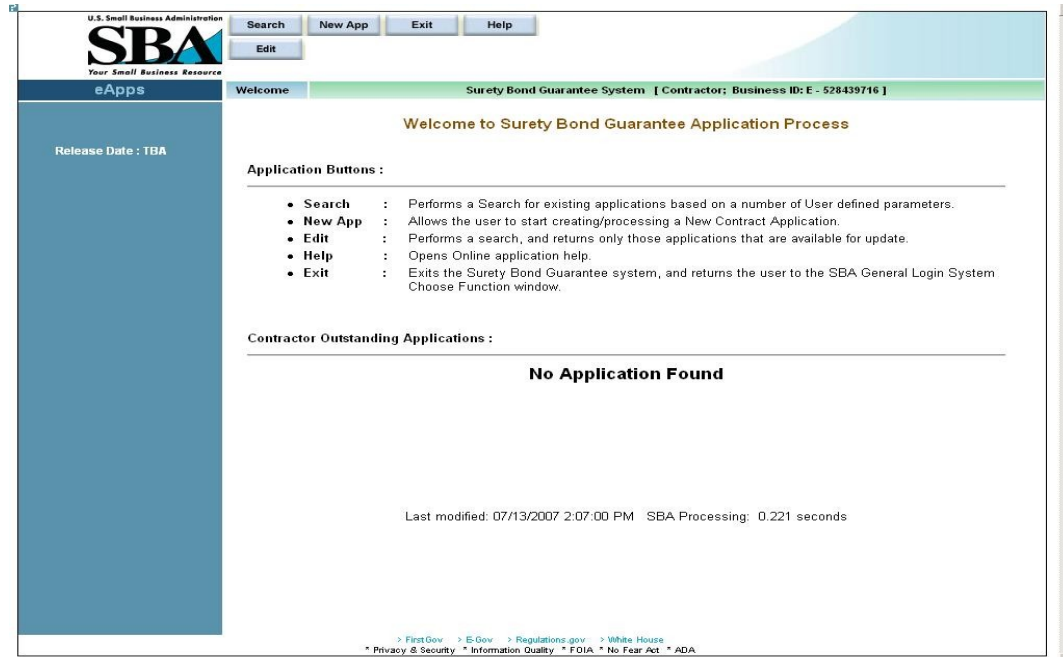 U.S. Small Business Administration
SBA
Your Small Business Resource
Search New App Exit Help
Edit
eApps
Welcome Surety Bond Guarantee System [ Contractor; Business ID: E - 528439716 ]
Release Date : TBA
Welcome to Surety Bond Guarantee Application Process
Application Buttons :
• Search : Performs a Search for existing applications based on a number of User defined parameters.
• New App : Allows the user to start creating/processing a New Contract Application.
• Edit : Performs a search, and returns only those applications that are available for update.
• Help : Opens Online application help.
• Exit : Exits the Surety Bond Guarantee system, and returns the user to the SBA General Login System
Choose Function window.
Contractor Outstanding Applications :
No Application Found
Last modified: 07/13/2007 2:07:00 PM SBA Processing: 0.221 seconds
> FirstGov > E-Gov > Regulations.gov > White House
* Privacy & Security * Information Quality * FOIA * No Fear Act * ADA